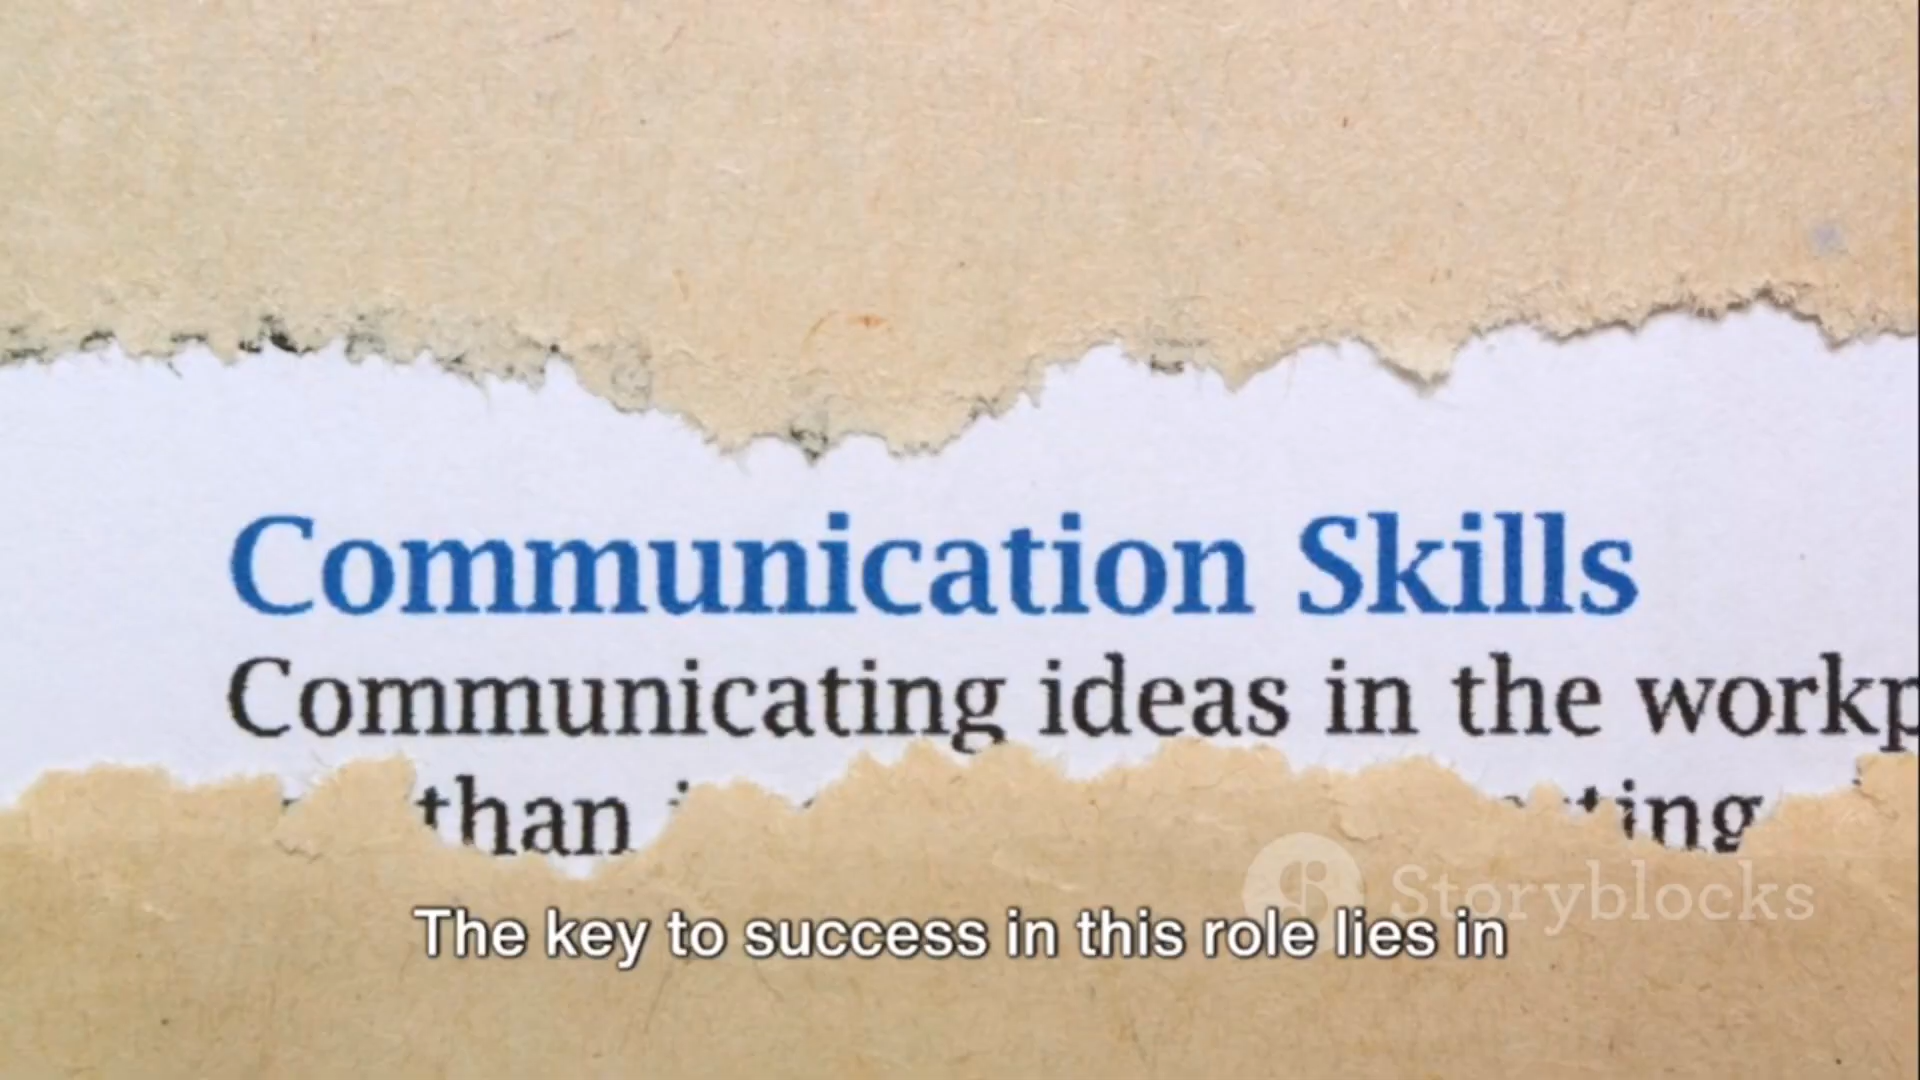 Communication Skills
Communicating ideas in the workp
than
ting
Storyblocks
The key to success in this role lies in